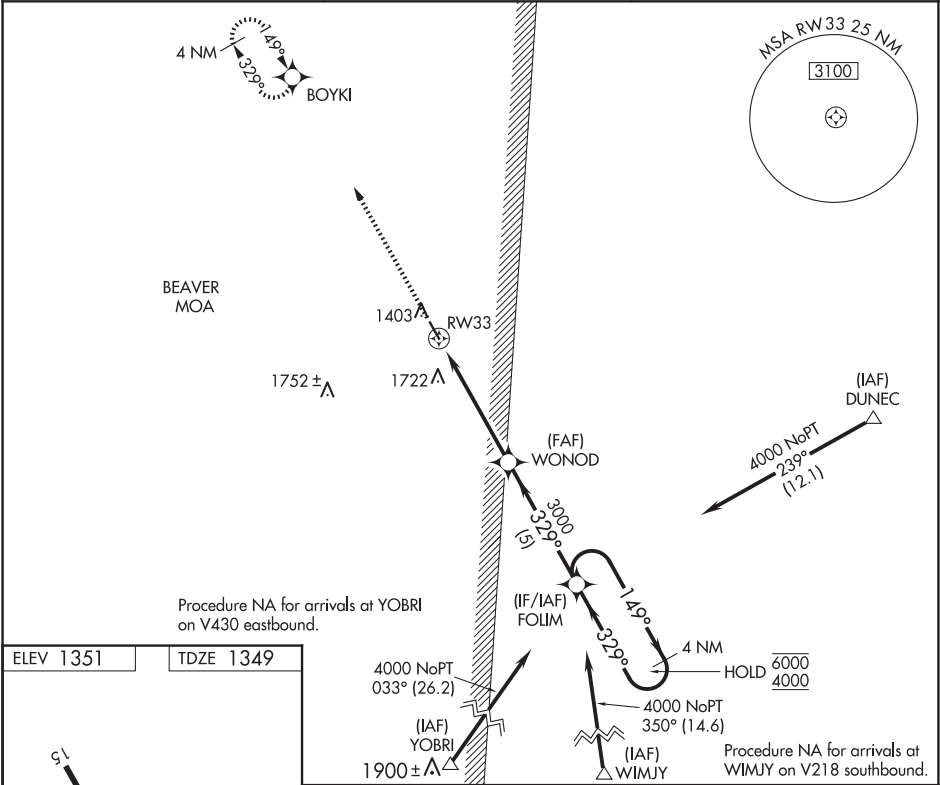 4 NM
149°
329°
BOYKI
MSA RW33 25 NM
3100
BEAVER
MOA
1403
RW33
1752 ±
1722
(IAF)
DUNEC
4000 NoPT
239°
(12.1)
(FAF)
WONOD
3000
329°
(5)
(IF/IAF)
FOLIM
149°
329°
4 NM
HOLD
6000
4000
Procedure NA for arrivals at YOBRI
on V430 eastbound.
ELEV 1351
TDZE 1349
4000 NoPT
033° (26.2)
4000 NoPT
350° (14.6)
(IAF)
YOBRI
1900 ±
(IAF)
WIMJY
Procedure NA for arrivals at
WIMJY on V218 southbound.
15